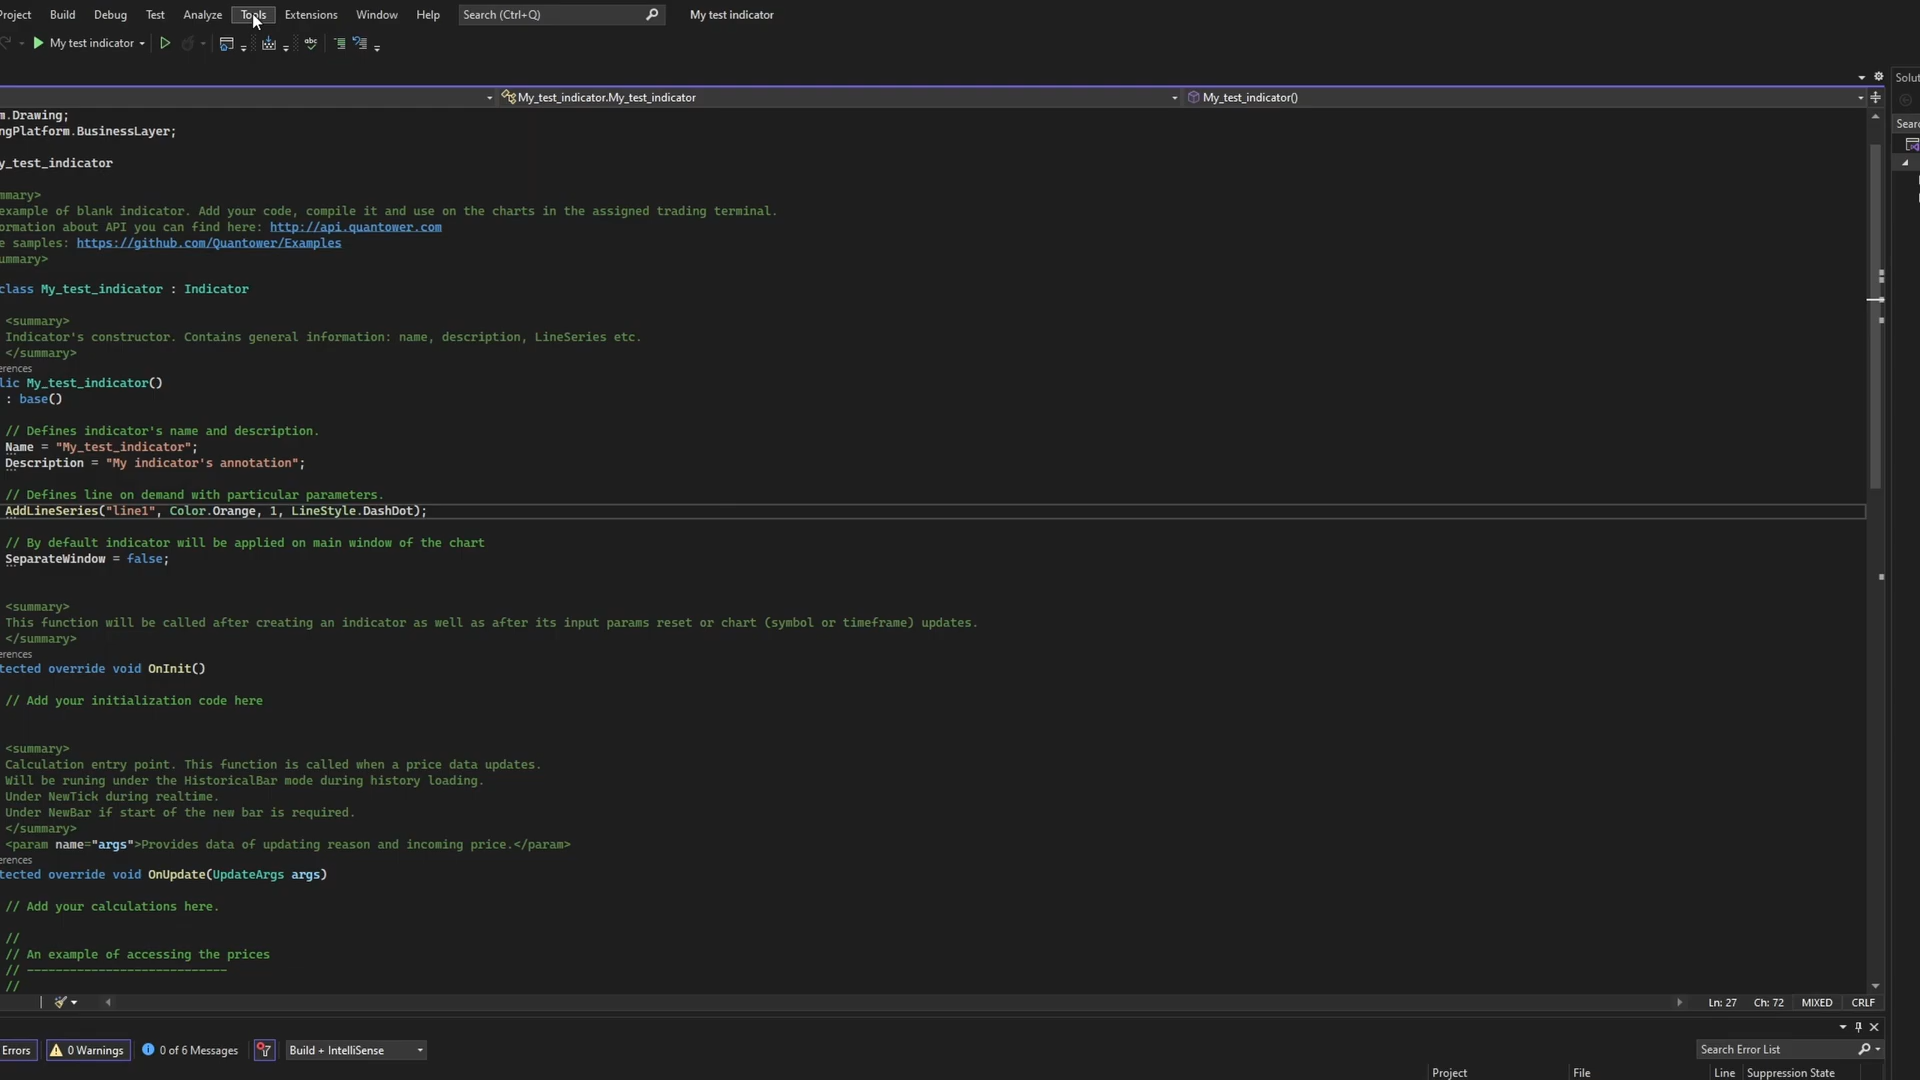 Project Build Debug Test Analyze Tools Extensions Window Help Search (Ctrl+Q) My test indicator
My test indicator
Solut
My_test_indicator.My_test_indicator My_test_indicator()
m.Drawing;
Searc
ngPlatform.BusinessLayer;
y_test_indicator
mmary>
example of blank indicator. Add your code, compile it and use on the charts in the assigned trading terminal.
ormation about API you can find here: http://api.quantower.com
e samples: https://github.com/Quantower/Examples
ummary>
class My_test_indicator : Indicator
<summary>
Indicator's constructor. Contains general information: name, description, LineSeries etc.
</summary>
erences
lic My_test_indicator()
: base()
// Defines indicator's name and description.
Name = "My_test_indicator";
Description = "My indicator's annotation";
// Defines line on demand with particular parameters.
AddLineSeries("line1", Color.Orange, 1, LineStyle.DashDot);
// By default indicator will be applied on main window of the chart
SeparateWindow = false;
<summary>
This function will be called after creating an indicator as well as after its input params reset or chart (symbol or timeframe) updates.
</summary>
erences
tected override void OnInit()
// Add your initialization code here
<summary>
Calculation entry point. This function is called when a price data updates.
Will be runing under the HistoricalBar mode during history loading.
Under NewTick during realtime.
Under NewBar if start of the new bar is required.
</summary>
<param name="args">Provides data of updating reason and incoming price.</param>
erences
tected override void OnUpdate(UpdateArgs args)
// Add your calculations here.
//
// An example of accessing the prices
// ----------------------------
//
Ln: 27 Ch: 72 MIXED CRLF
Errors 0 Warnings 0 of 6 Messages Build + IntelliSense Search Error List
Project File Line Suppression State